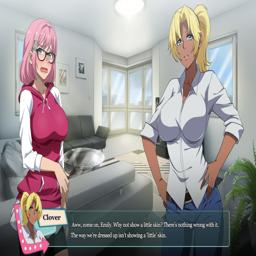 Clover
Aww, come on, Emily. Why not show a little skin? There's nothing wrong with it.
The way we're dressed up isn't showing a 'little' skin.